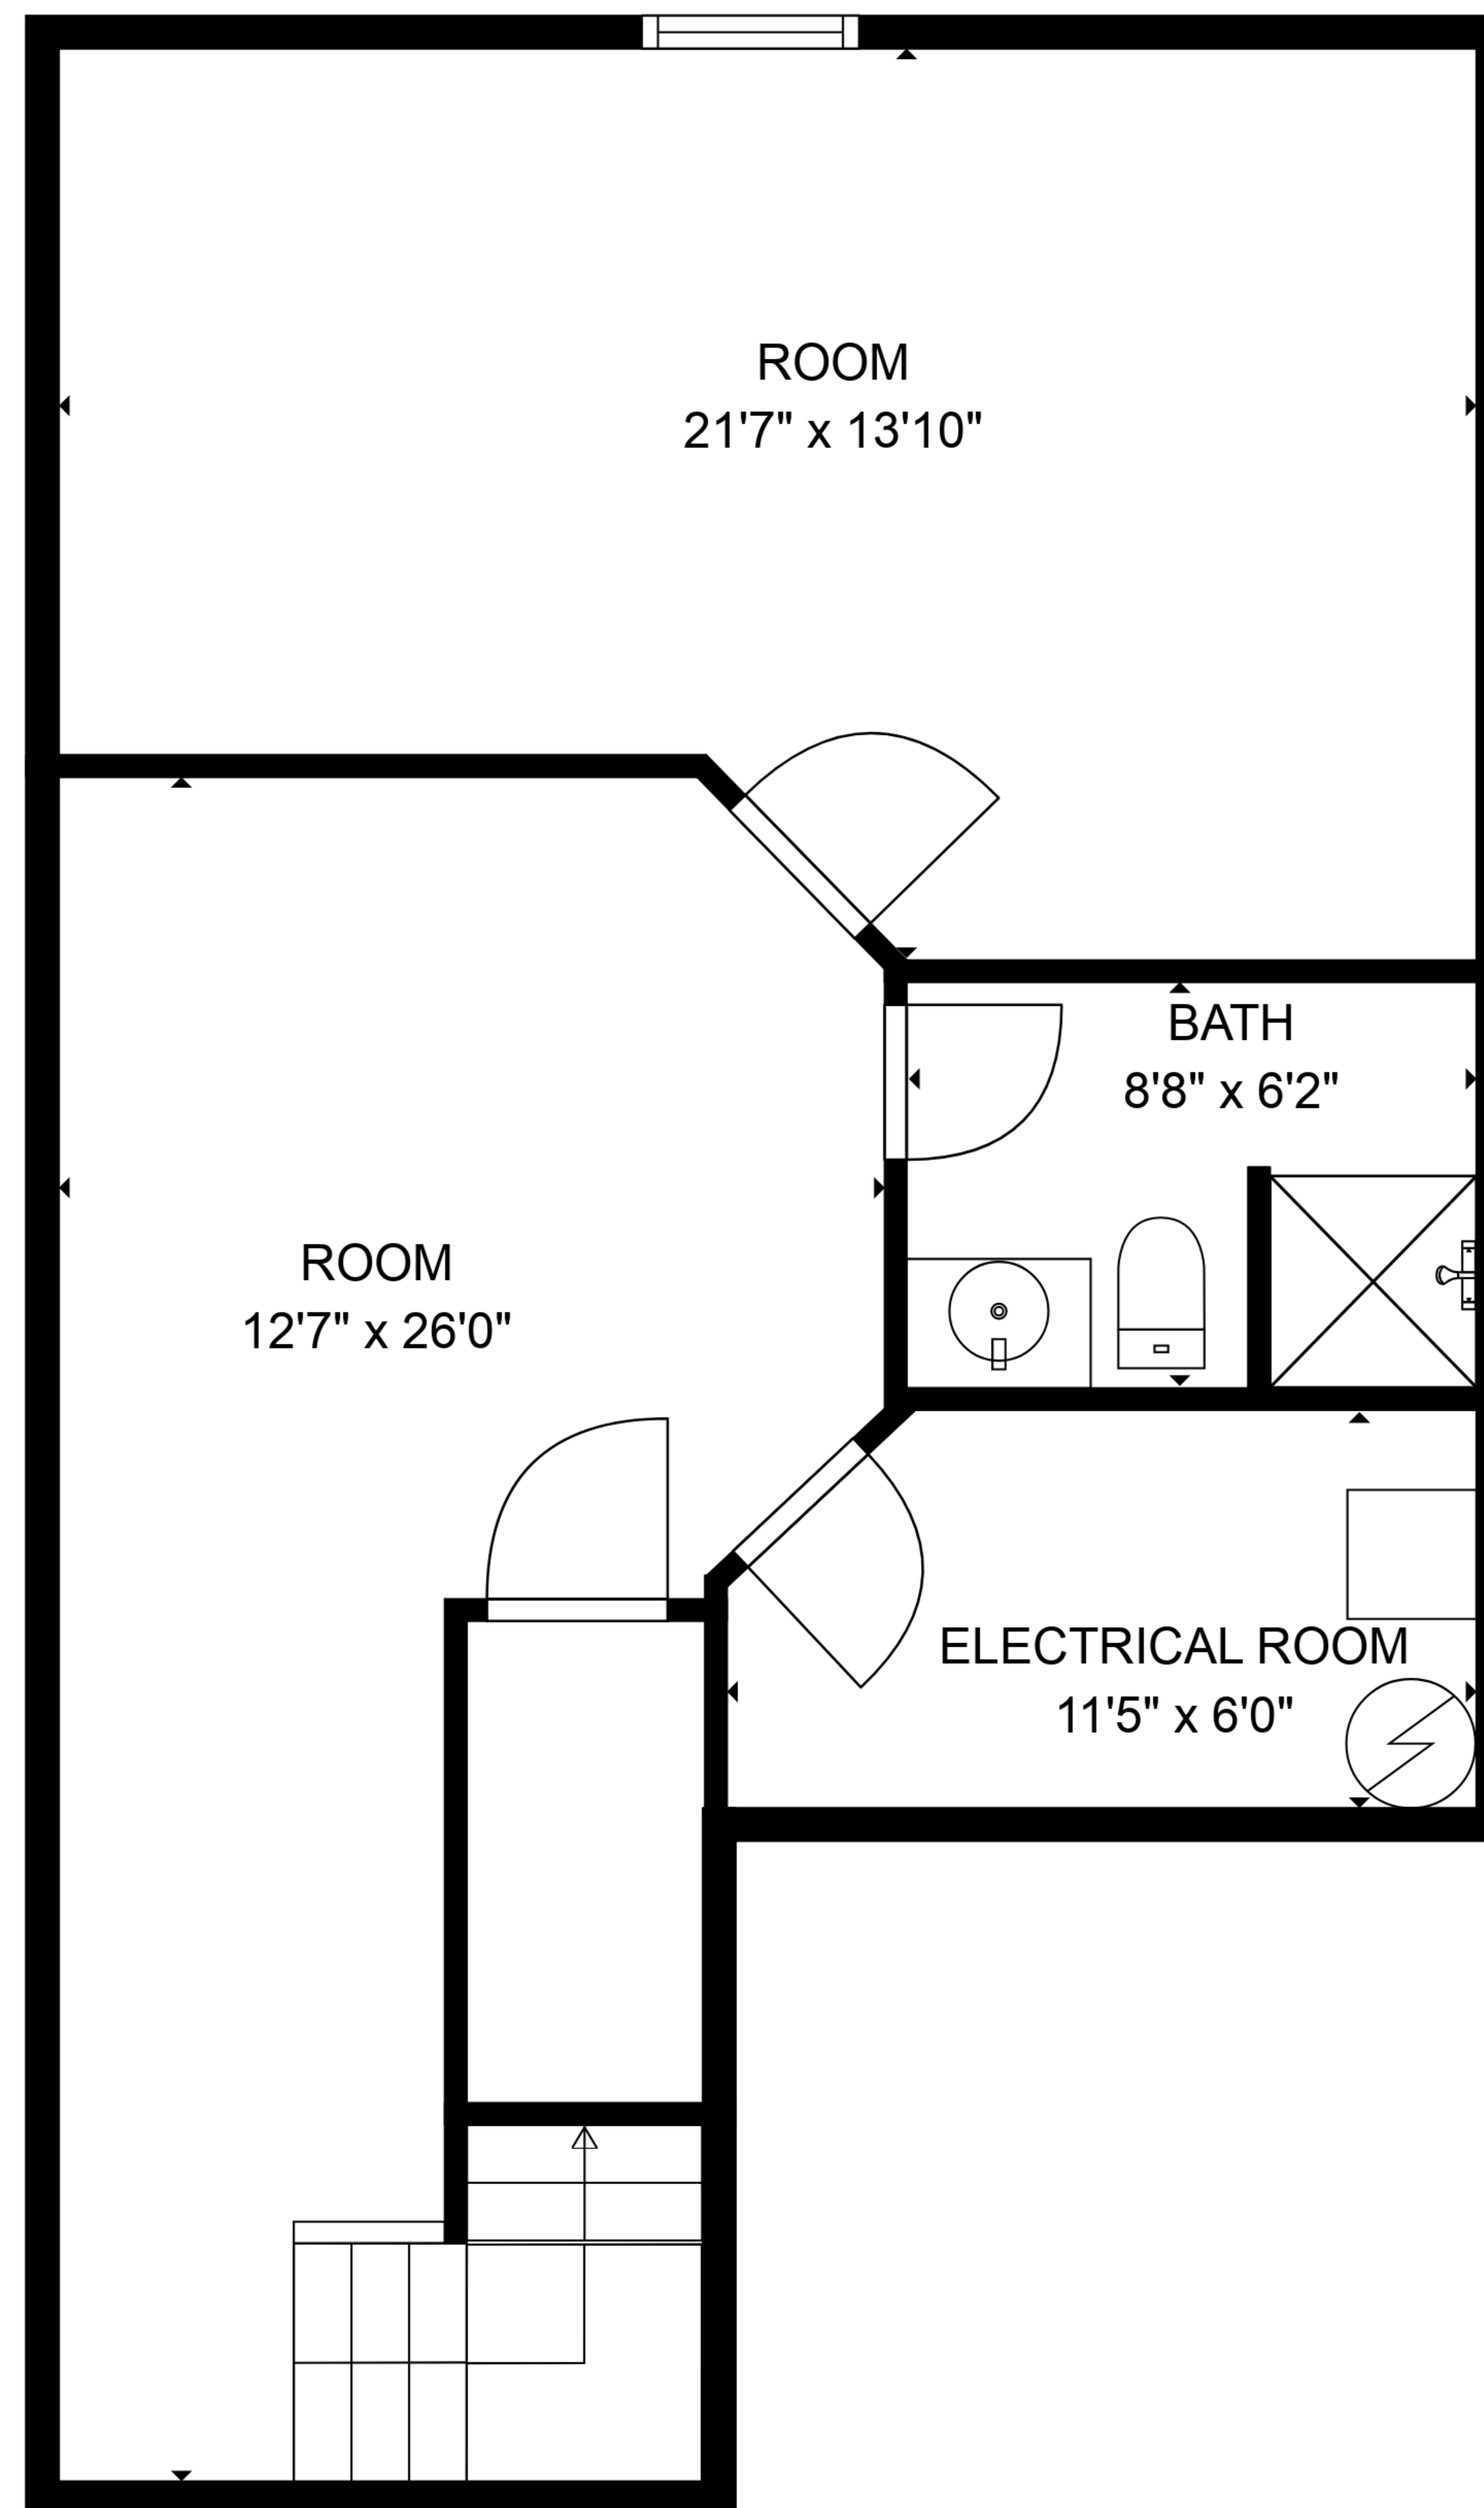 ROOM
21'7" x 13'10"
BATH
8'8" x 6'2"
ROOM
12'7" x 26'0"
ELECTRICAL ROOM
11'5" x 6'0"